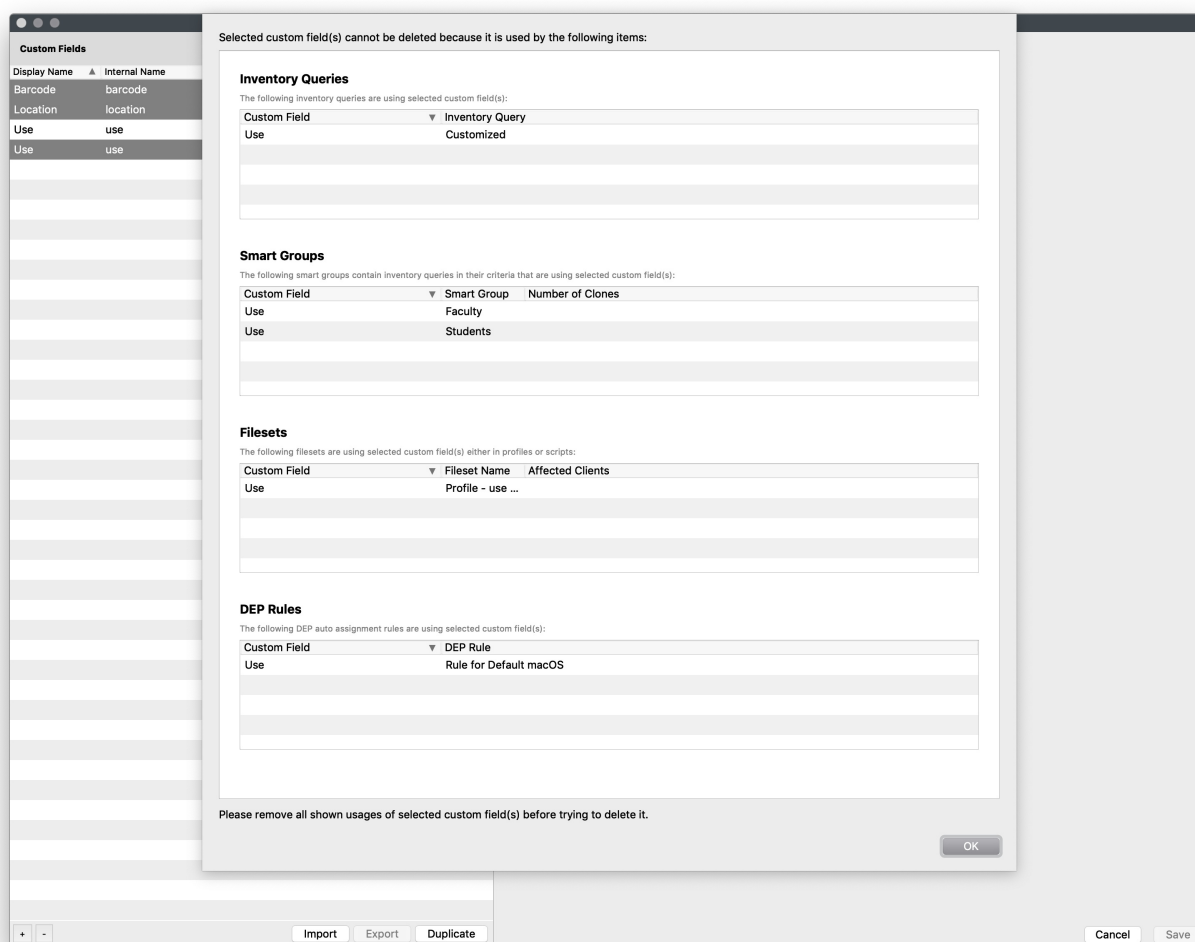 Custom Fields
Display Name ▲ Internal Name
Barcode barcode
Location location
Use use
Use use
Selected custom field(s) cannot be deleted because it is used by the following items:
Inventory Queries
The following inventory queries are using selected custom field(s):
Custom Field ▼ Inventory Query
Use Customized
Smart Groups
The following smart groups contain inventory queries in their criteria that are using selected custom field(s):
Custom Field ▼ Smart Group Number of Clones
Use Faculty
Use Students
Filesets
The following filesets are using selected custom field(s) either in profiles or scripts:
Custom Field ▼ Fileset Name Affected Clients
Use Profile - use ...
DEP Rules
The following DEP auto assignment rules are using selected custom field(s):
Custom Field ▼ DEP Rule
Use Rule for Default macOS
Please remove all shown usages of selected custom field(s) before trying to delete it.
OK
+ - Import Export Duplicate Cancel Save